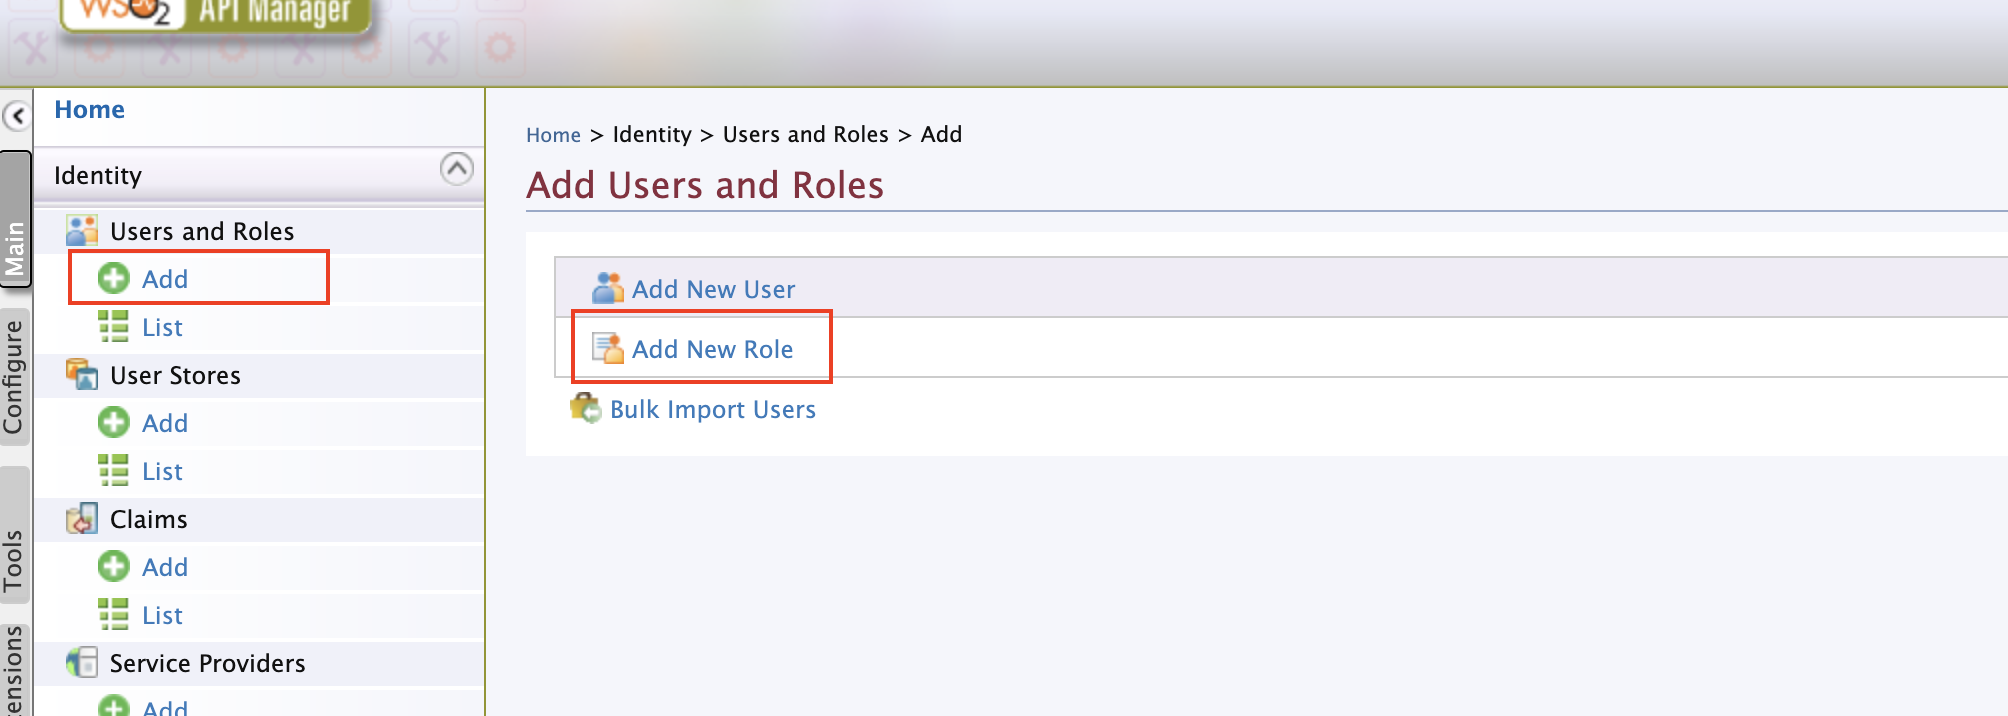 WSO2 API Manager
Home
Identity
Main
Configure
Tools
Users and Roles
Add
List
User Stores
Add
List
Claims
Add
List
Service Providers
Add
Home > Identity > Users and Roles > Add
Add Users and Roles
Add New User
Add New Role
Bulk Import Users